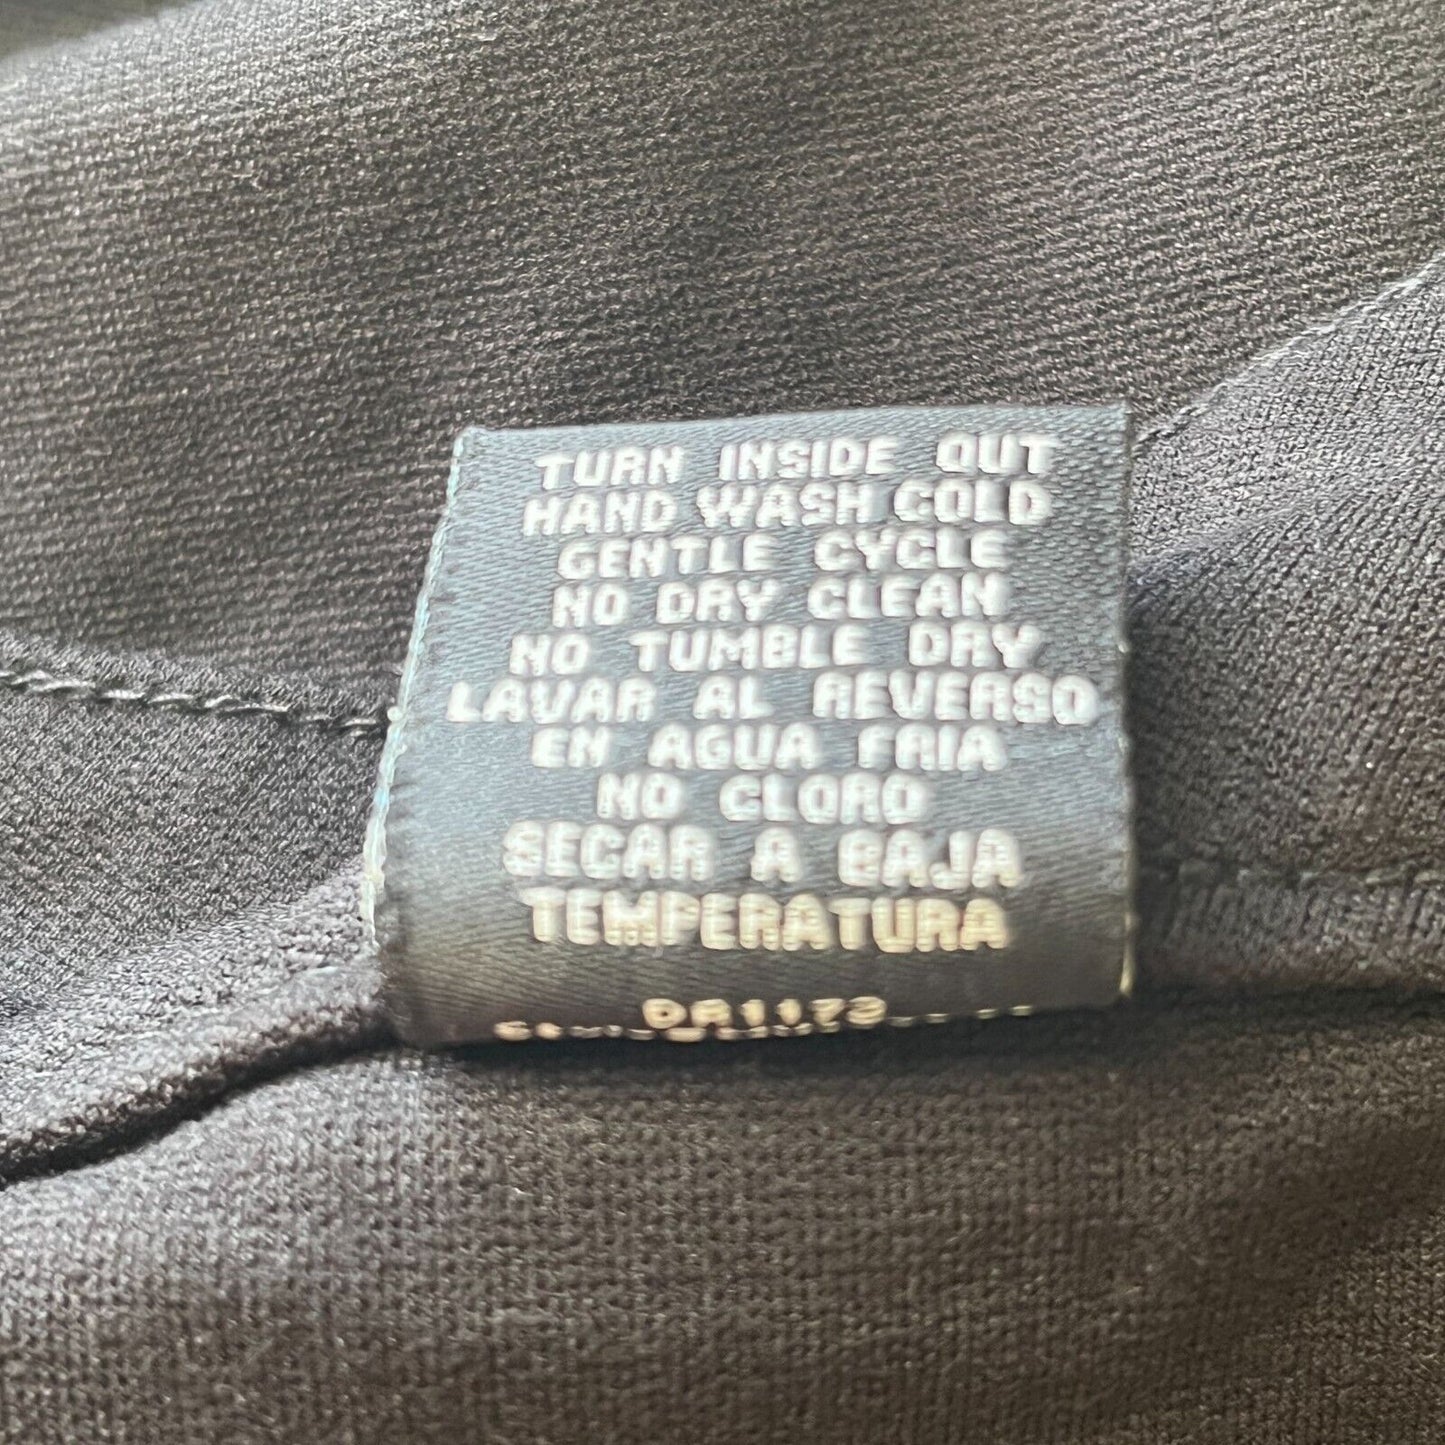 TURN INSIDE OUT
HAND WASH COLD
GENTLE CYCLE
NO DRY CLEAN
NO TUMBLE DRY
LAVAR AL REVERSO
EN AGUA FRIA
NO CLORO
SECAR A BAJA
TEMPERATURA
DR1172